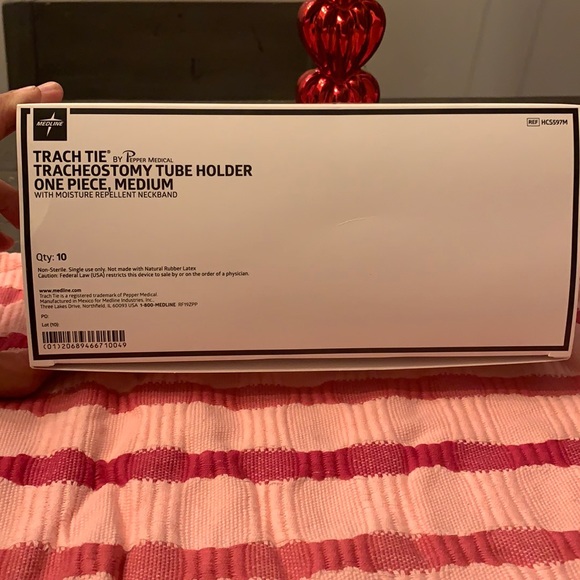 MEDLINE
REF HC5597M
TRACH TIE® BY PEPPER MEDICAL
TRACHEOSTOMY TUBE HOLDER
ONE PIECE, MEDIUM
WITH MOISTURE REPELLENT NECKBAND
Qty: 10
Non-Sterile. Single use only. Not made with Natural Rubber Latex
Caution: Federal Law (USA) restricts this device to sale by or on the order of a physician.
www.medline.com
Trach Tie is a registered trademark of Pepper Medical.
Manufactured in Mexico for Medline Industries, Inc.,
Three Lakes Drive, Northfield, IL 60093 USA 1-800-MEDLINE RF19ZPP
PD:
Lot (10)
(01)20689466710049